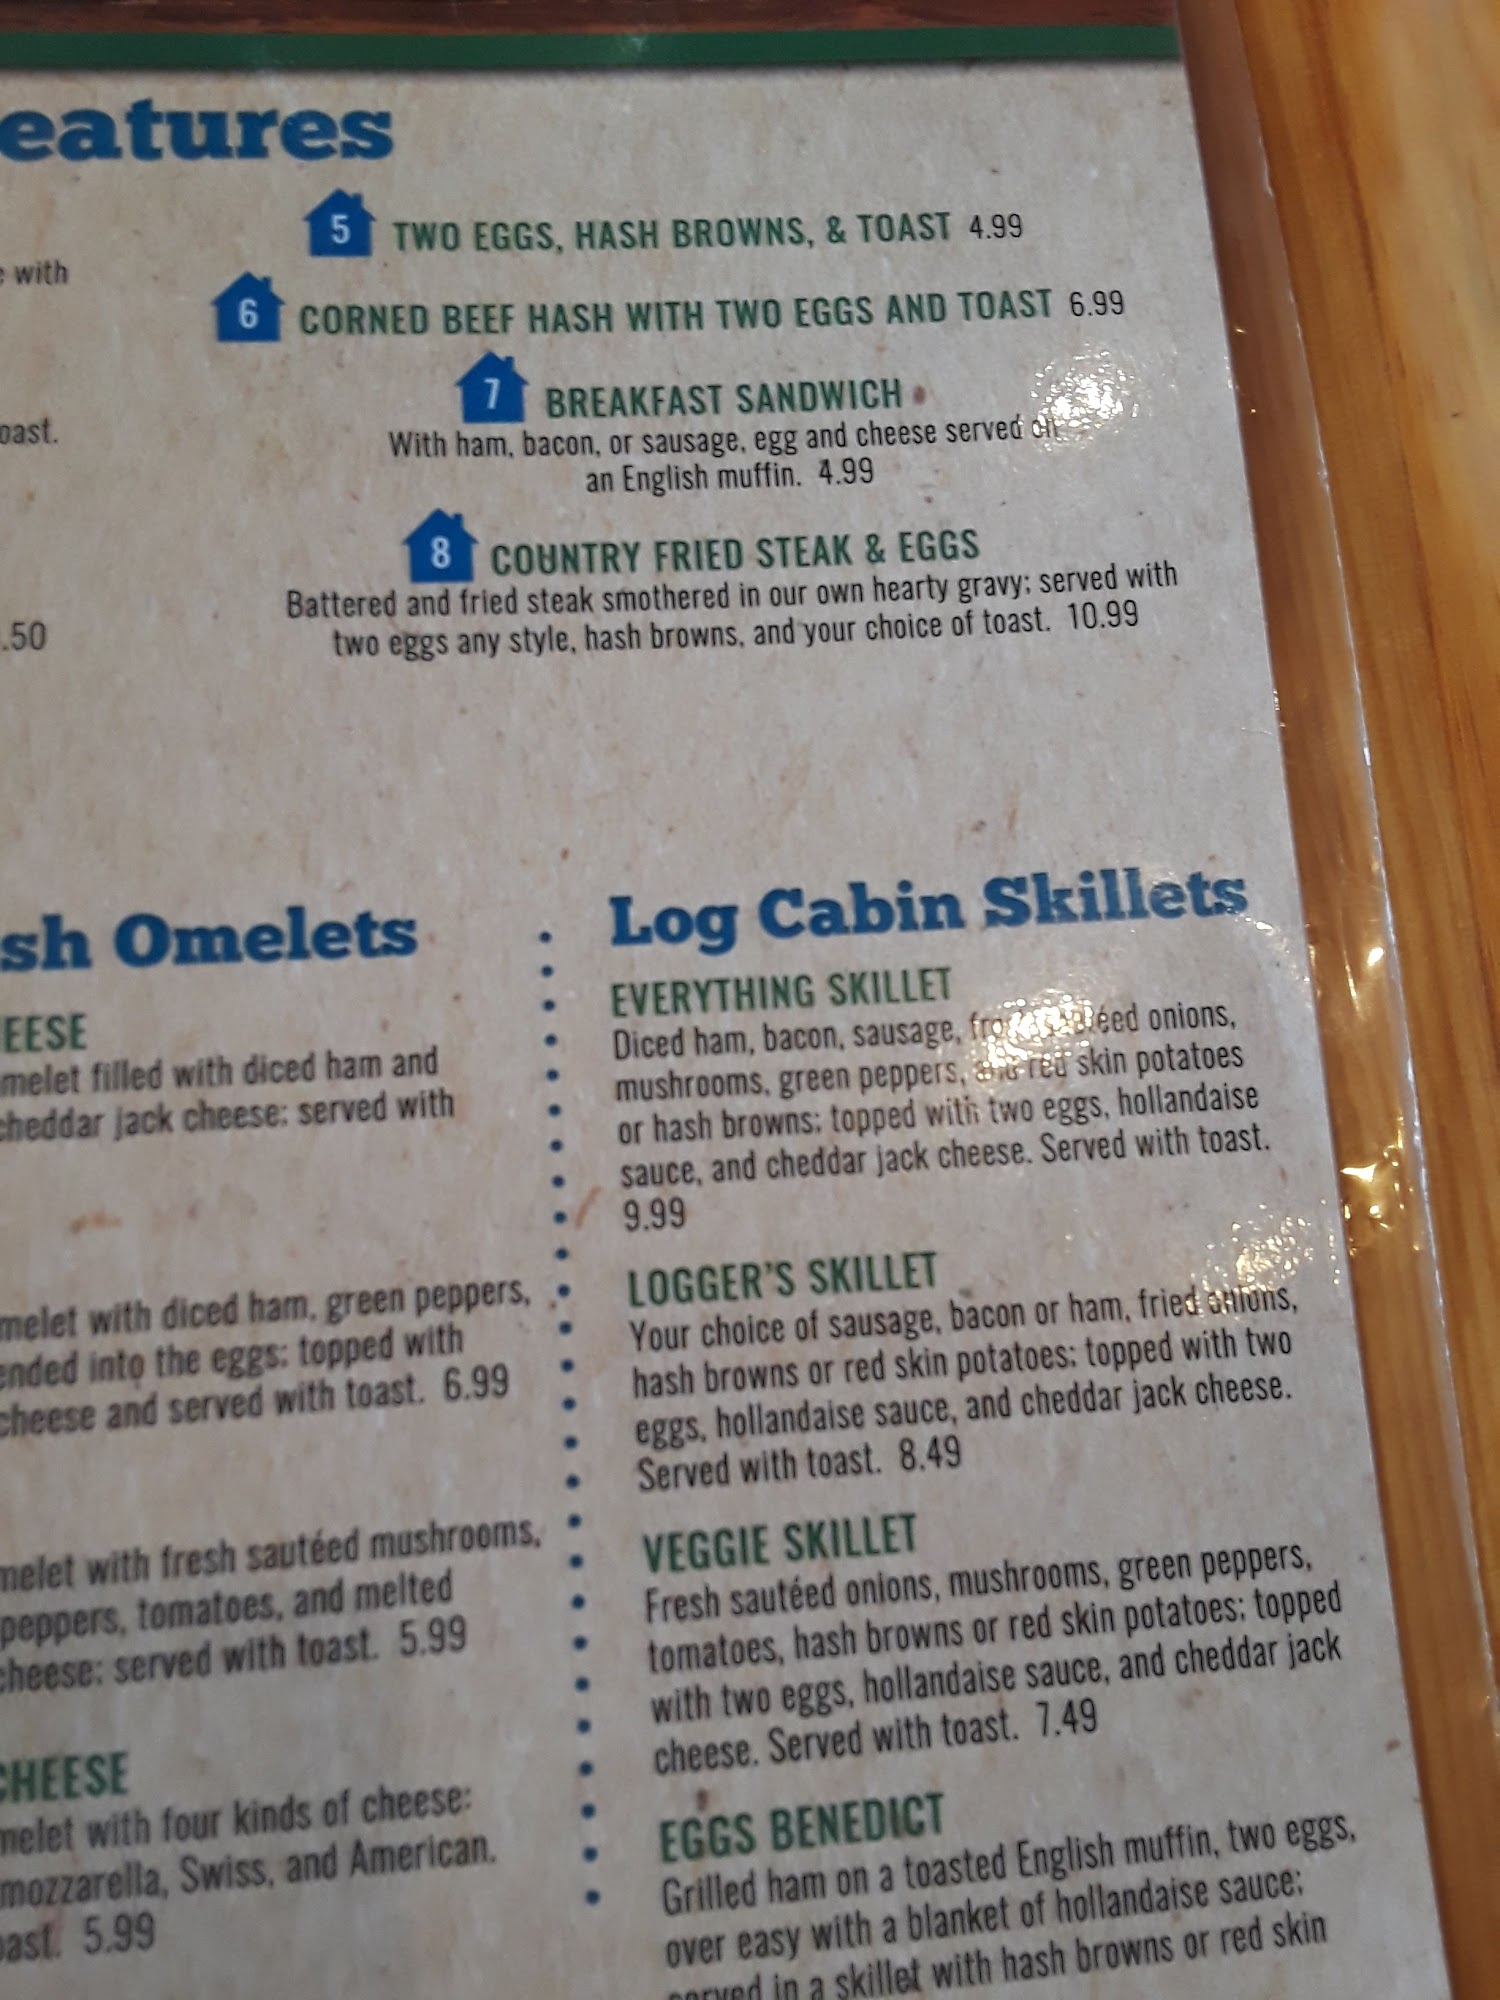 eatures
with
oast.
.50
5 TWO EGGS, HASH BROWNS, & TOAST 4.99
6 CORNED BEEF HASH WITH TWO EGGS AND TOAST 6.99
7 BREAKFAST SANDWICH
With ham, bacon, or sausage, egg and cheese served on
an English muffin. 4.99
8 COUNTRY FRIED STEAK & EGGS
Battered and fried steak smothered in our own hearty gravy; served with
two eggs any style, hash browns, and your choice of toast. 10.99
sh Omelets
EESE
melet filled with diced ham and
cheddar jack cheese; served with
melet with diced ham, green peppers,
ended into the eggs; topped with
cheese and served with toast. 6.99
melet with fresh sautéed mushrooms,
peppers, tomatoes, and melted
cheese; served with toast. 5.99
CHEESE
melet with four kinds of cheese:
mozzarella, Swiss, and American.
oast. 5.99
Log Cabin Skillets
EVERYTHING SKILLET
Diced ham, bacon, sausage, onions,
mushrooms, green peppers, and red skin potatoes
or hash browns; topped with two eggs, hollandaise
sauce, and cheddar jack cheese. Served with toast.
9.99
LOGGER'S SKILLET
Your choice of sausage, bacon or ham, fried onions,
hash browns or red skin potatoes; topped with two
eggs, hollandaise sauce, and cheddar jack cheese.
Served with toast. 8.49
VEGGIE SKILLET
Fresh sautéed onions, mushrooms, green peppers,
tomatoes, hash browns or red skin potatoes; topped
with two eggs, hollandaise sauce, and cheddar jack
cheese. Served with toast. 7.49
EGGS BENEDICT
Grilled ham on a toasted English muffin, two eggs,
over easy with a blanket of hollandaise sauce;
served in a skillet with hash browns or red skin